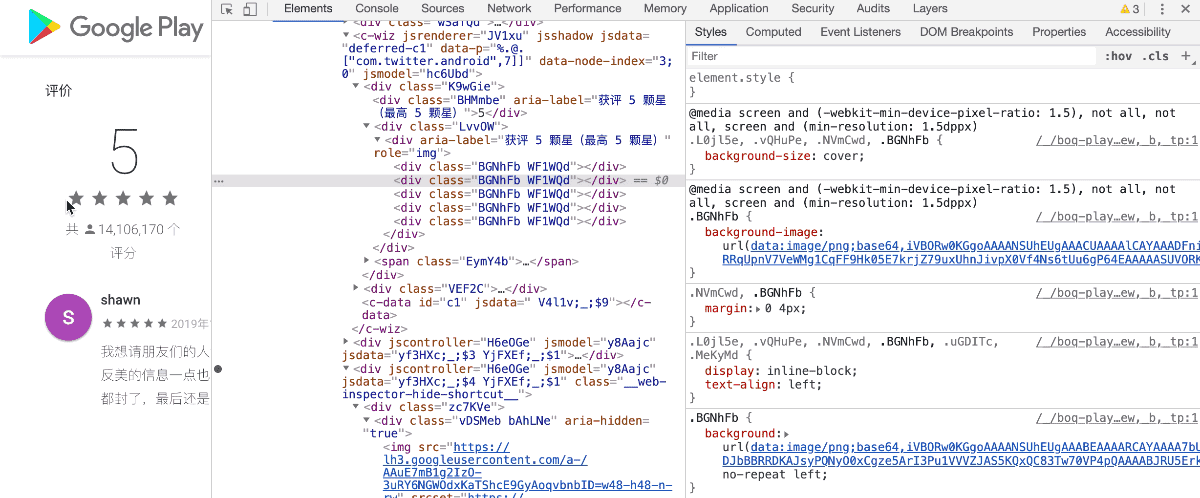 Google Play
评价
5
共 14,106,170 个
评分
S
shawn
2019年
我想请朋友们的人
反美的信息一点也
都封了，最后还是
Elements Console Sources Network Performance Memory Application Security Audits Layers 3
<div class="W5afQd">…</div>
<c-wiz jsrenderer="JV1xu" jsshadow jsdata=
"deferred-c1" data-p="%.@.
["com.twitter.android",7]]" data-node-index="3;
0" jsmodel="hc6Ubd">
<div class="K9wGie">
<div class="BHMmbe" aria-label="获评 5 颗星
（最高 5 颗星）">5</div>
<div class="LvvOW">
<div aria-label="获评 5 颗星（最高 5 颗星）"
role="img">
<div class="BGNhFb WF1WQd"></div>
… <div class="BGNhFb WF1WQd"></div> == $0
<div class="BGNhFb WF1WQd"></div>
<div class="BGNhFb WF1WQd"></div>
<div class="BGNhFb WF1WQd"></div>
</div>
</div>
<span class="EymY4b">…</span>
</div>
<div class="VEF2C">…</div>
<c-data id="c1" jsdata=" V4l1v;_;$9"></c-
data>
</c-wiz>
<div jscontroller="H6eOGe" jsmodel="y8Aajc"
jsdata="yf3HXc;_;$3 YjFXEf;_;$1">…</div>
<div jscontroller="H6eOGe" jsmodel="y8Aajc"
jsdata="yf3HXc;_;$4 YjFXEf;_;$1" class="__web-
inspector-hide-shortcut__">
<div class="zc7KVe">
<div class="vDSMeb bAhLNe" aria-hidden=
"true">
<img src="https://
lh3.googleusercontent.com/a-/
AAuE7mB1g2IzO-
3uRY6NGWOdxKaTShcE9GyAoqvbnbID=w48-h48-n-
rw" srcset="https://
Styles Computed Event Listeners DOM Breakpoints Properties Accessibility
Filter :hov .cls +
element.style {
}
@media screen and (-webkit-min-device-pixel-ratio: 1.5), not all, not
all, screen and (min-resolution: 1.5dppx)
.L0jl5e, .vQHuPe, .NVmCwd, .BGNhFb { /_/boq-play…ew,_b,_tp:1
background-size: cover;
}
@media screen and (-webkit-min-device-pixel-ratio: 1.5), not all, not
all, screen and (min-resolution: 1.5dppx)
.BGNhFb { /_/boq-play…ew,_b,_tp:1
background-image:
url(data:image/png;base64,iVBORw0KGgoAAAANSUhEUgAAACUAAAAlCAYAAADFni
RRqUpnV7VeWMg1CqFF9Hk05E7krjZ79uxUhnJivpX0Vf4Ns6tUu6gP64EAAAAASUVORK
}
.NVmCwd, .BGNhFb { /_/boq-play…ew,_b,_tp:1
margin: 0 4px;
}
.L0jl5e, .vQHuPe, .NVmCwd, .BGNhFb, .uGDITc, /_/boq-play…ew,_b,_tp:1
.MeKyMd {
display: inline-block;
text-align: left;
}
.BGNhFb { /_/boq-play…ew,_b,_tp:1
background:
url(data:image/png;base64,iVBORw0KGgoAAAANSUhEUgAAABEAAAARCAYAAAA7bU
DJbBBRRDKAJsyPQNyO0xCgze5ArI3Pu1VVVZJAS5KQxQC83Tw70VP4pQAAAABJRU5Erk
no-repeat left;
}